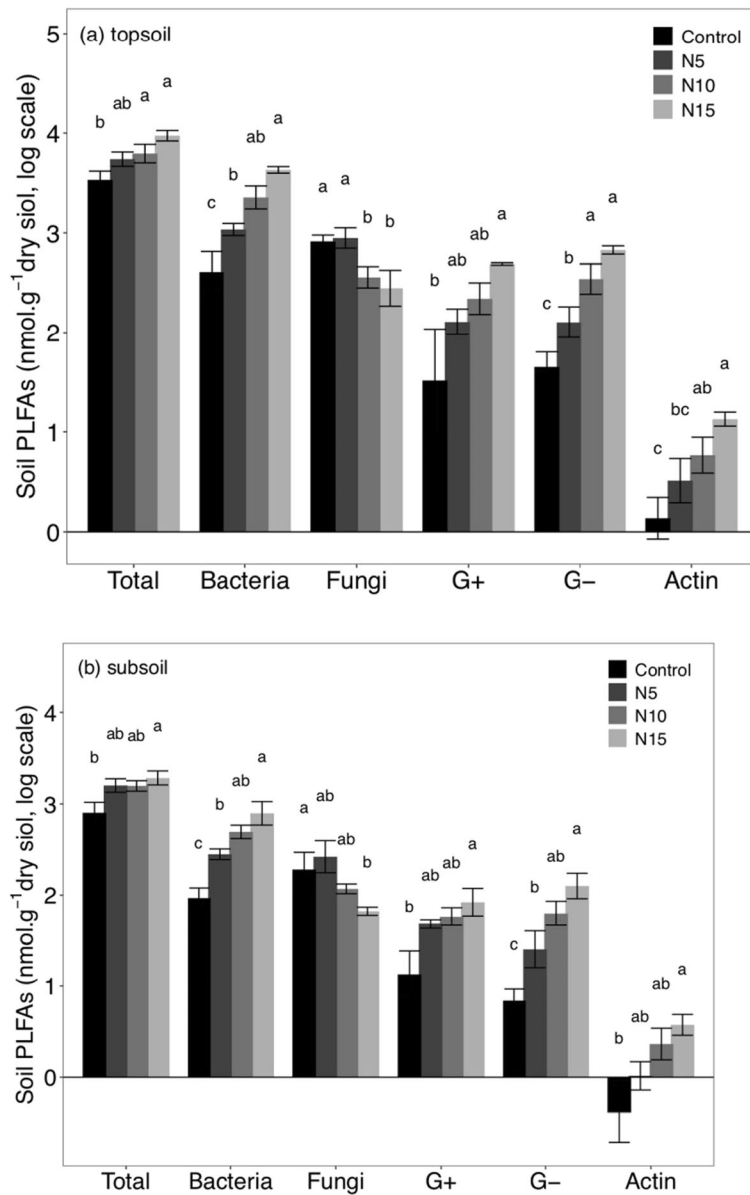 (a) topsoil
Control
N5
N10
N15
Soil PLFAs (nmol.g⁻¹dry siol, log scale)
5
4
3
2
1
0
b ab a a
c b ab a
a a b b
b ab ab a
c b a a
c bc ab a
Total Bacteria Fungi G+ G− Actin
(b) subsoil
Control
N5
N10
N15
Soil PLFAs (nmol.g⁻¹dry siol, log scale)
4
3
2
1
0
b ab ab a
c b ab a
a ab ab b
b ab ab a
c b ab a
b ab ab a
Total Bacteria Fungi G+ G− Actin